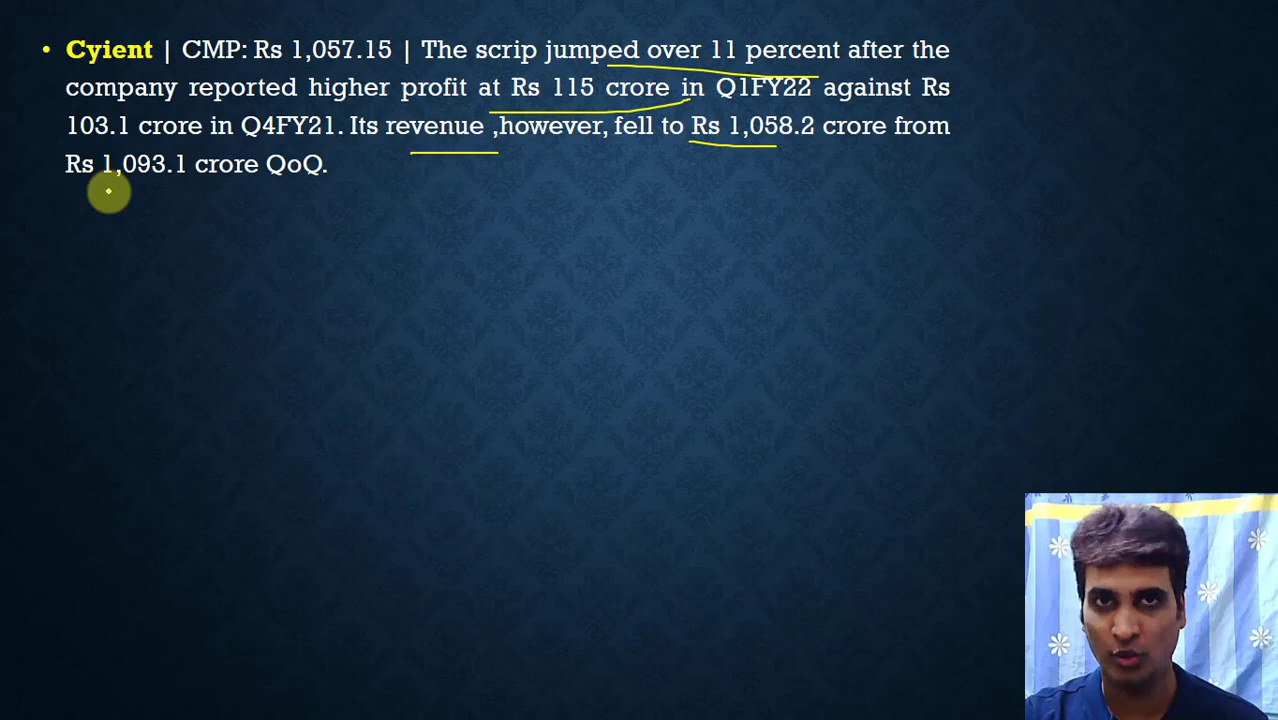 • Cyient | CMP: Rs 1,057.15 | The scrip jumped over 11 percent after the
company reported higher profit at Rs 115 crore in Q1FY22 against Rs
103.1 crore in Q4FY21. Its revenue ,however, fell to Rs 1,058.2 crore from
Rs 1,093.1 crore QoQ.